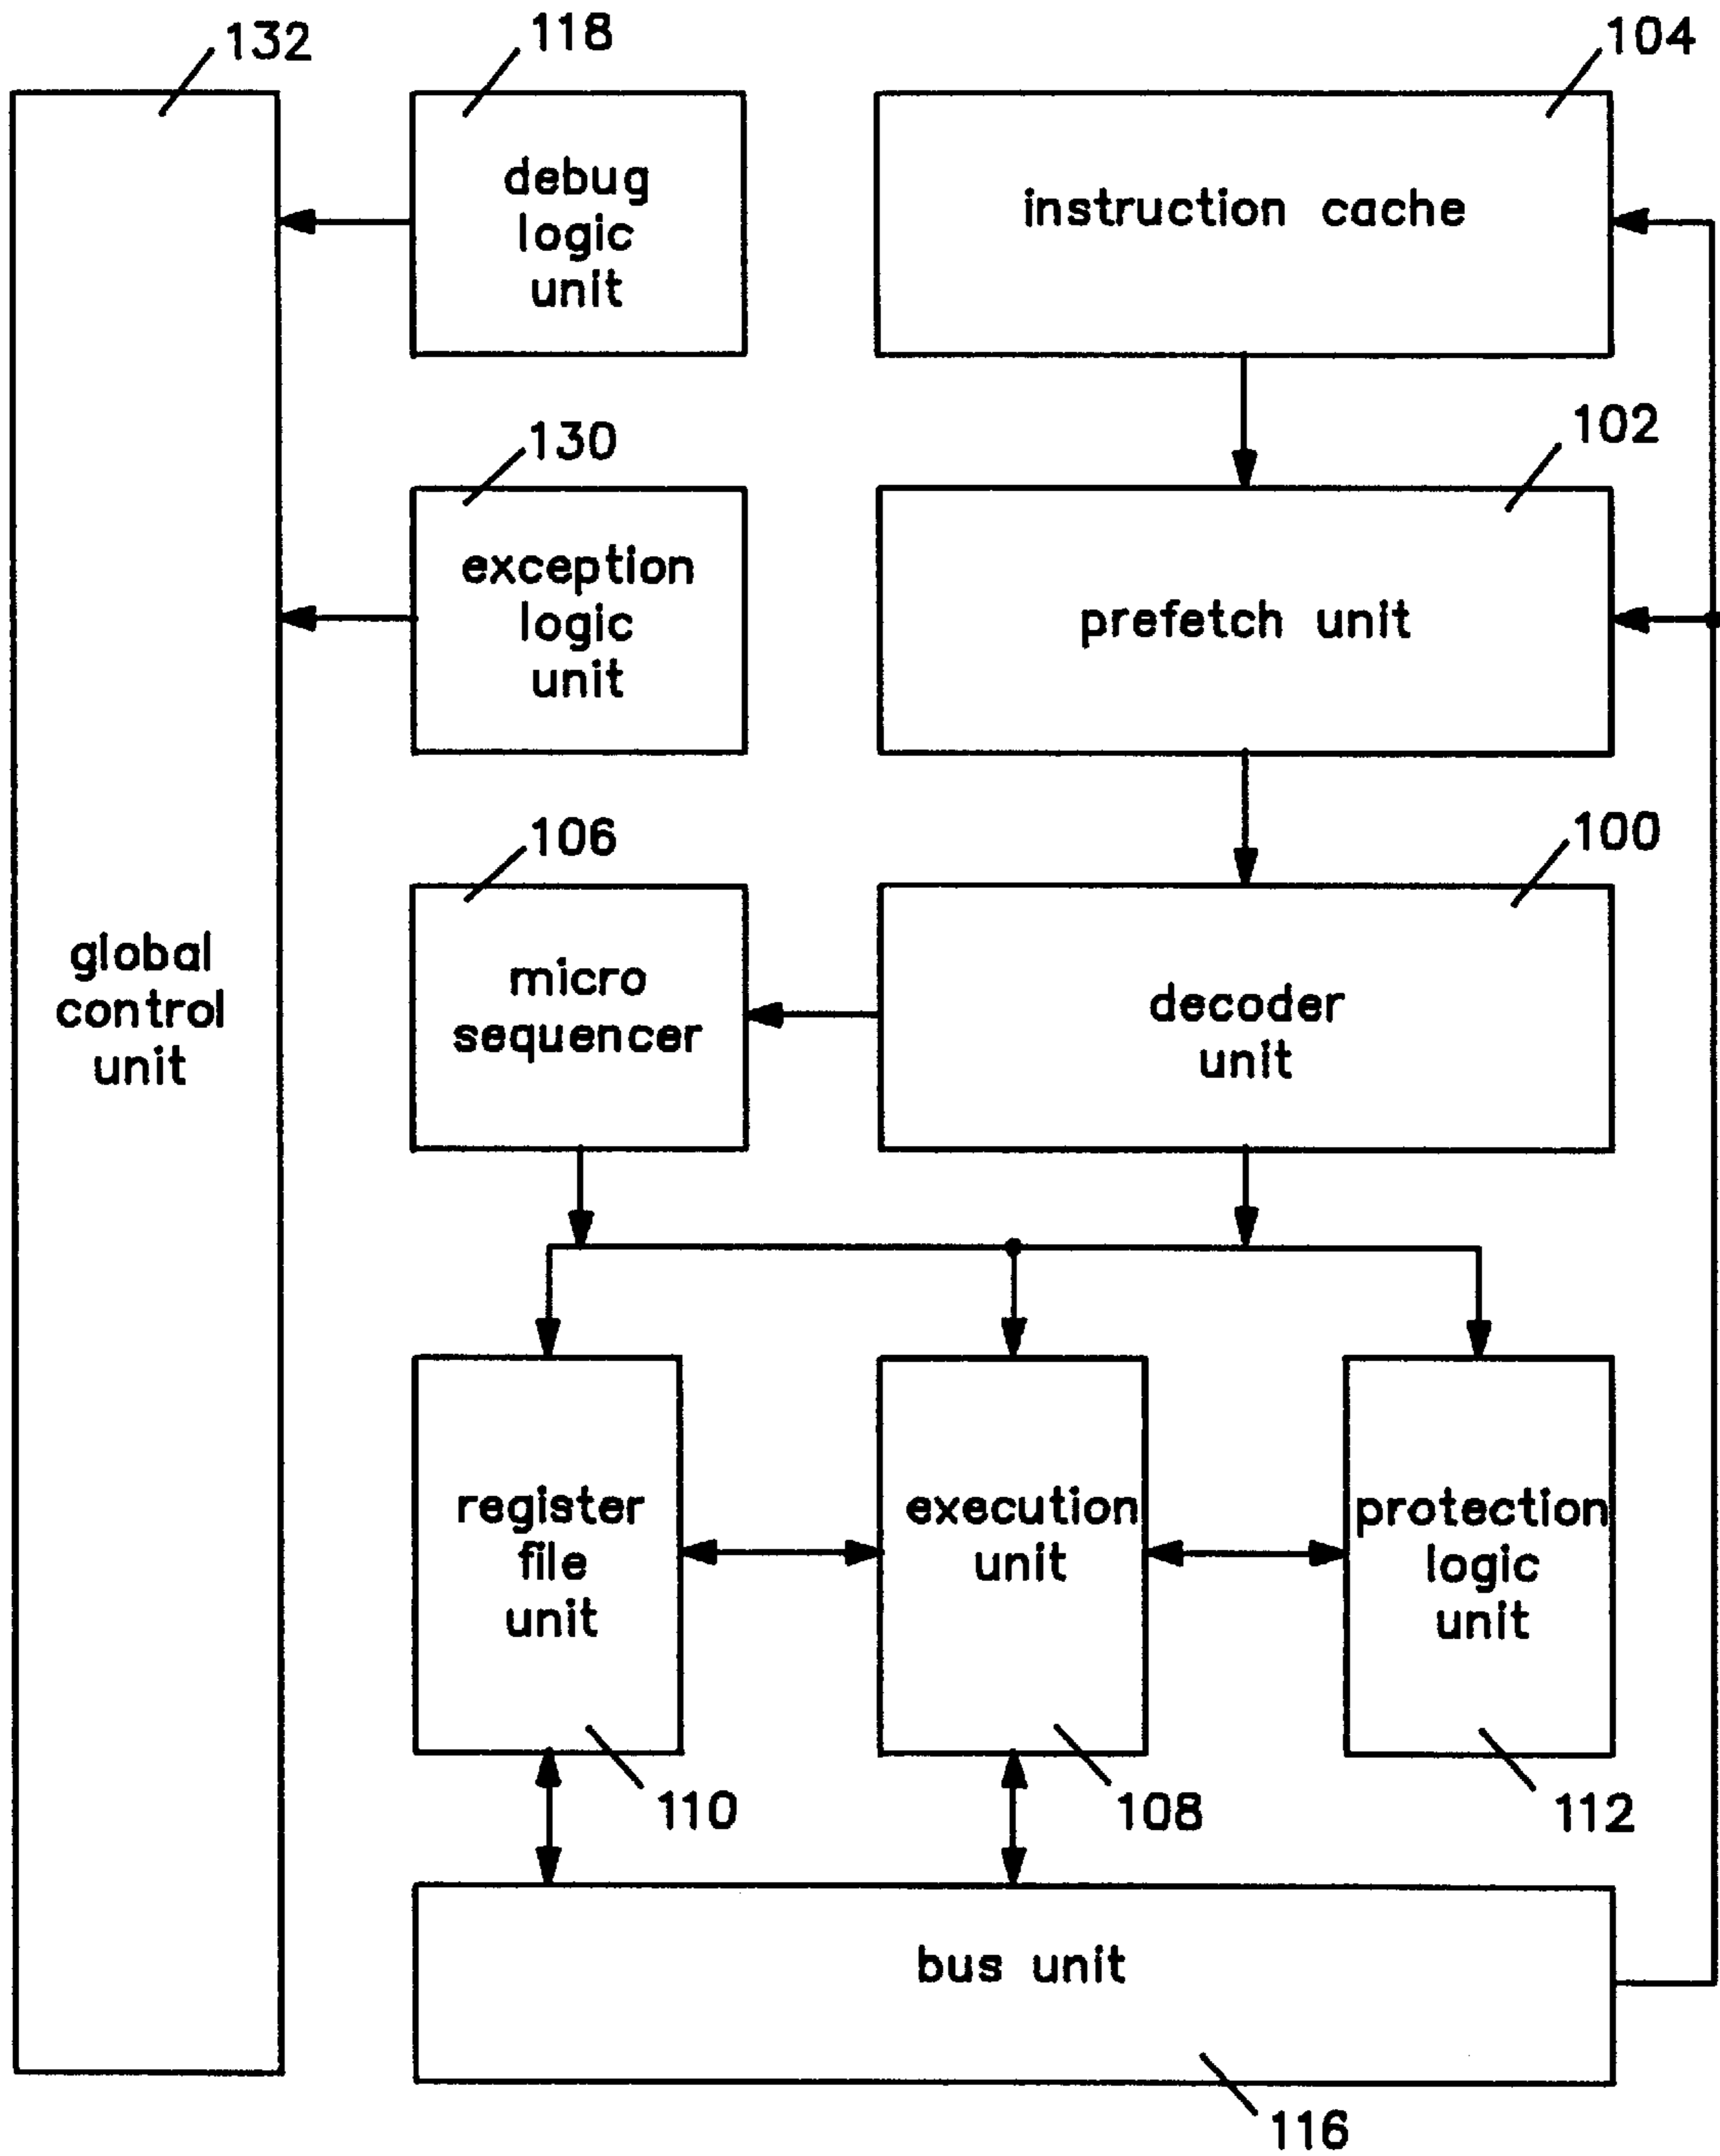 132
118
104
debug
logic
unit
instruction cache
130
102
exception
logic
unit
prefetch unit
106
100
global
control
unit
micro
sequencer
decoder
unit
register
file
unit
execution
unit
protection
logic
unit
110
108
112
bus unit
116